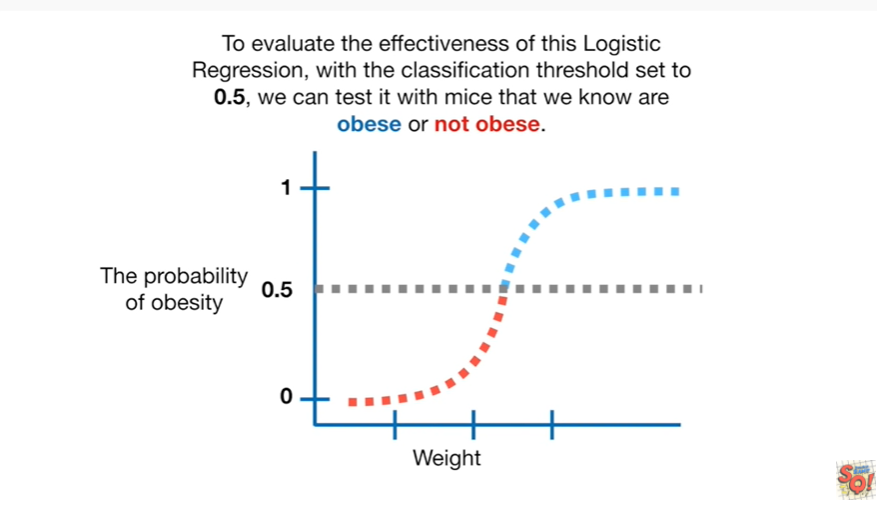 To evaluate the effectiveness of this Logistic
Regression, with the classification threshold set to
0.5, we can test it with mice that we know are
obese or not obese.
1
The probability
of obesity
0.5
0
Weight
SQ!